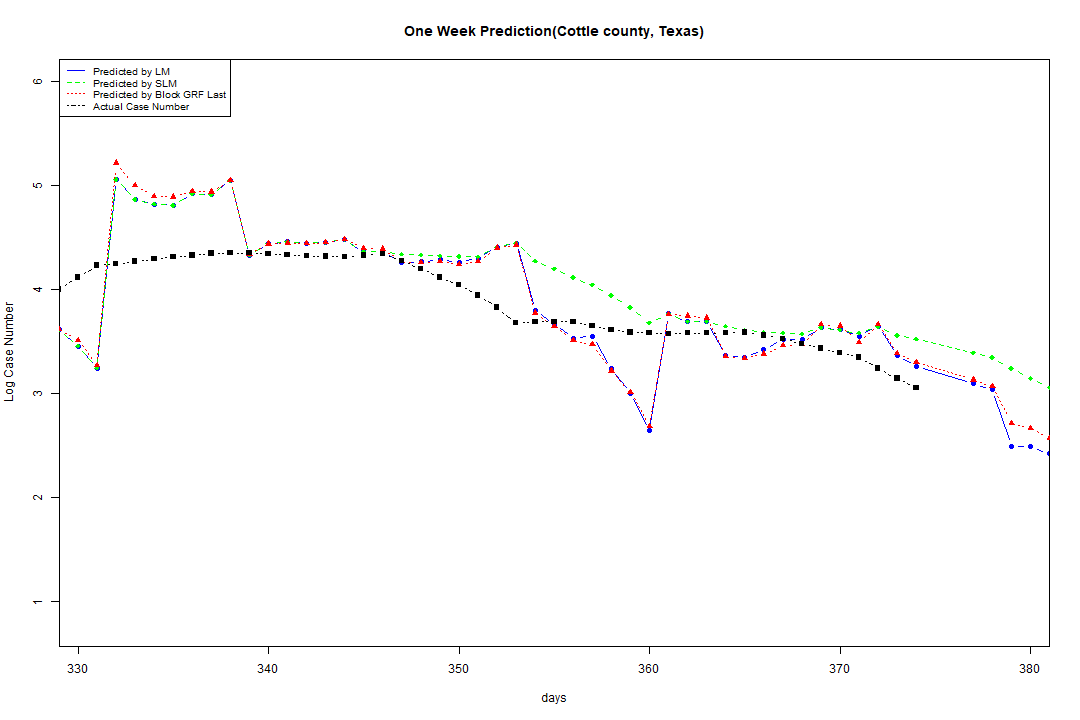 One Week Prediction(Cottle county, Texas)
Predicted by LM
Predicted by SLM
Predicted by Block GRF Last
Actual Case Number
6
5
4
3
2
1
Log Case Number
330 340 350 360 370 380
days